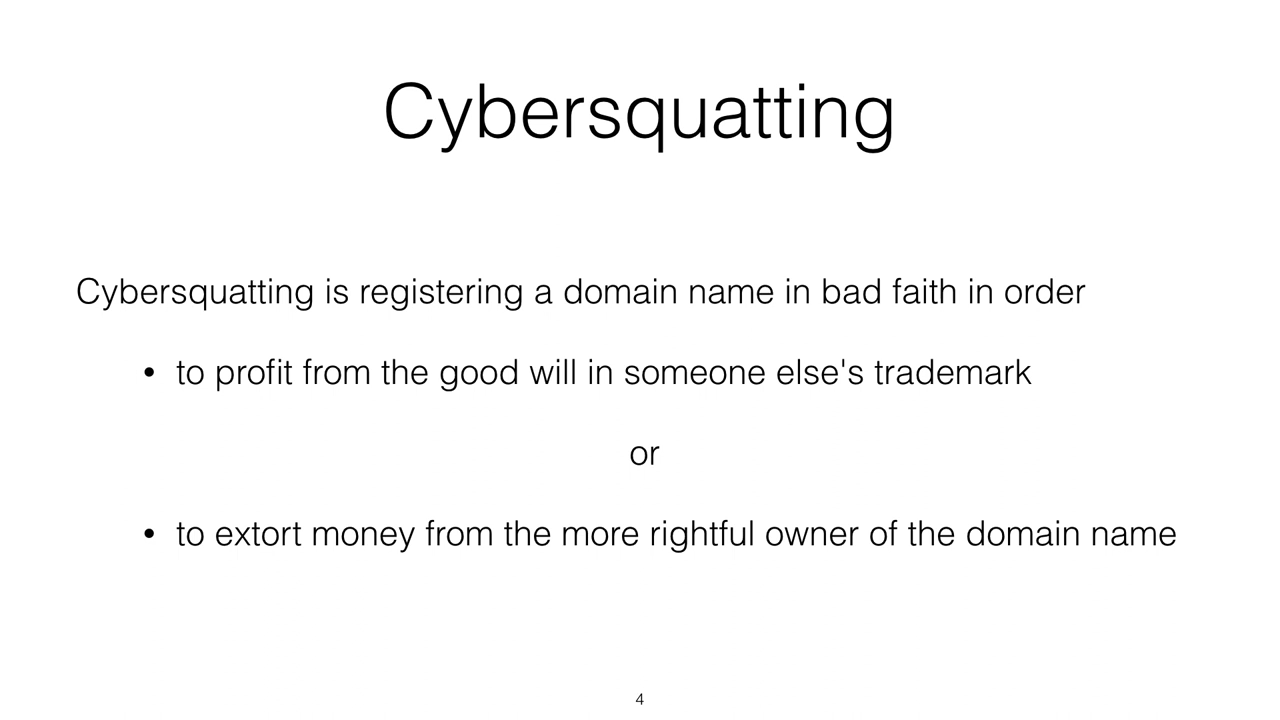 Cybersquatting
Cybersquatting is registering a domain name in bad faith in order
• to profit from the good will in someone else's trademark
or
• to extort money from the more rightful owner of the domain name
4